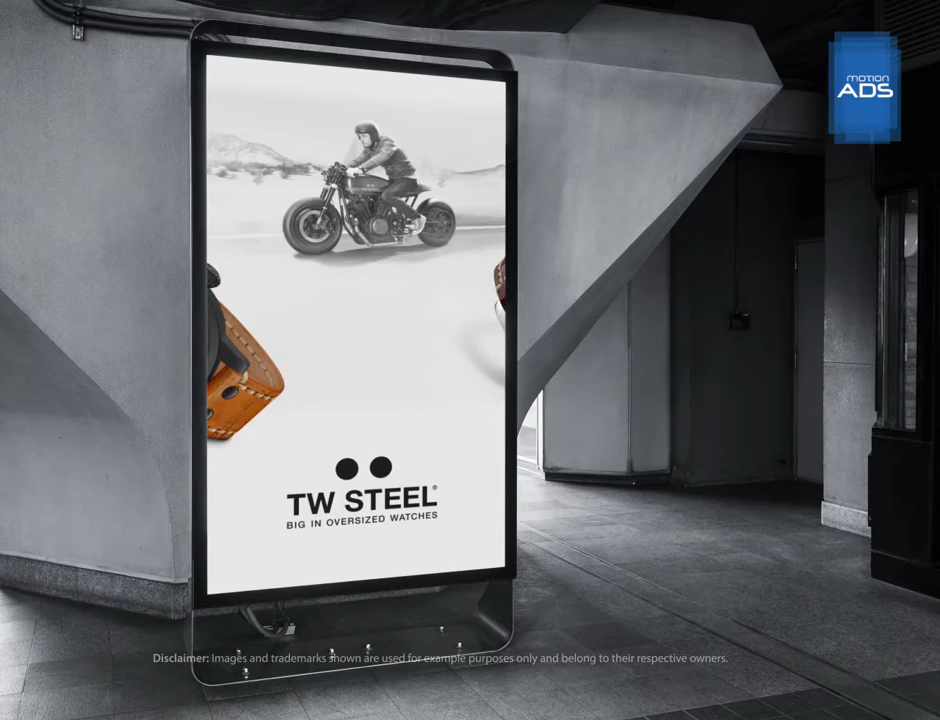 motion
ADS
TW STEEL®
BIG IN OVERSIZED WATCHES
Disclaimer: Images and trademarks shown are used for example purposes only and belong to their respective owners.